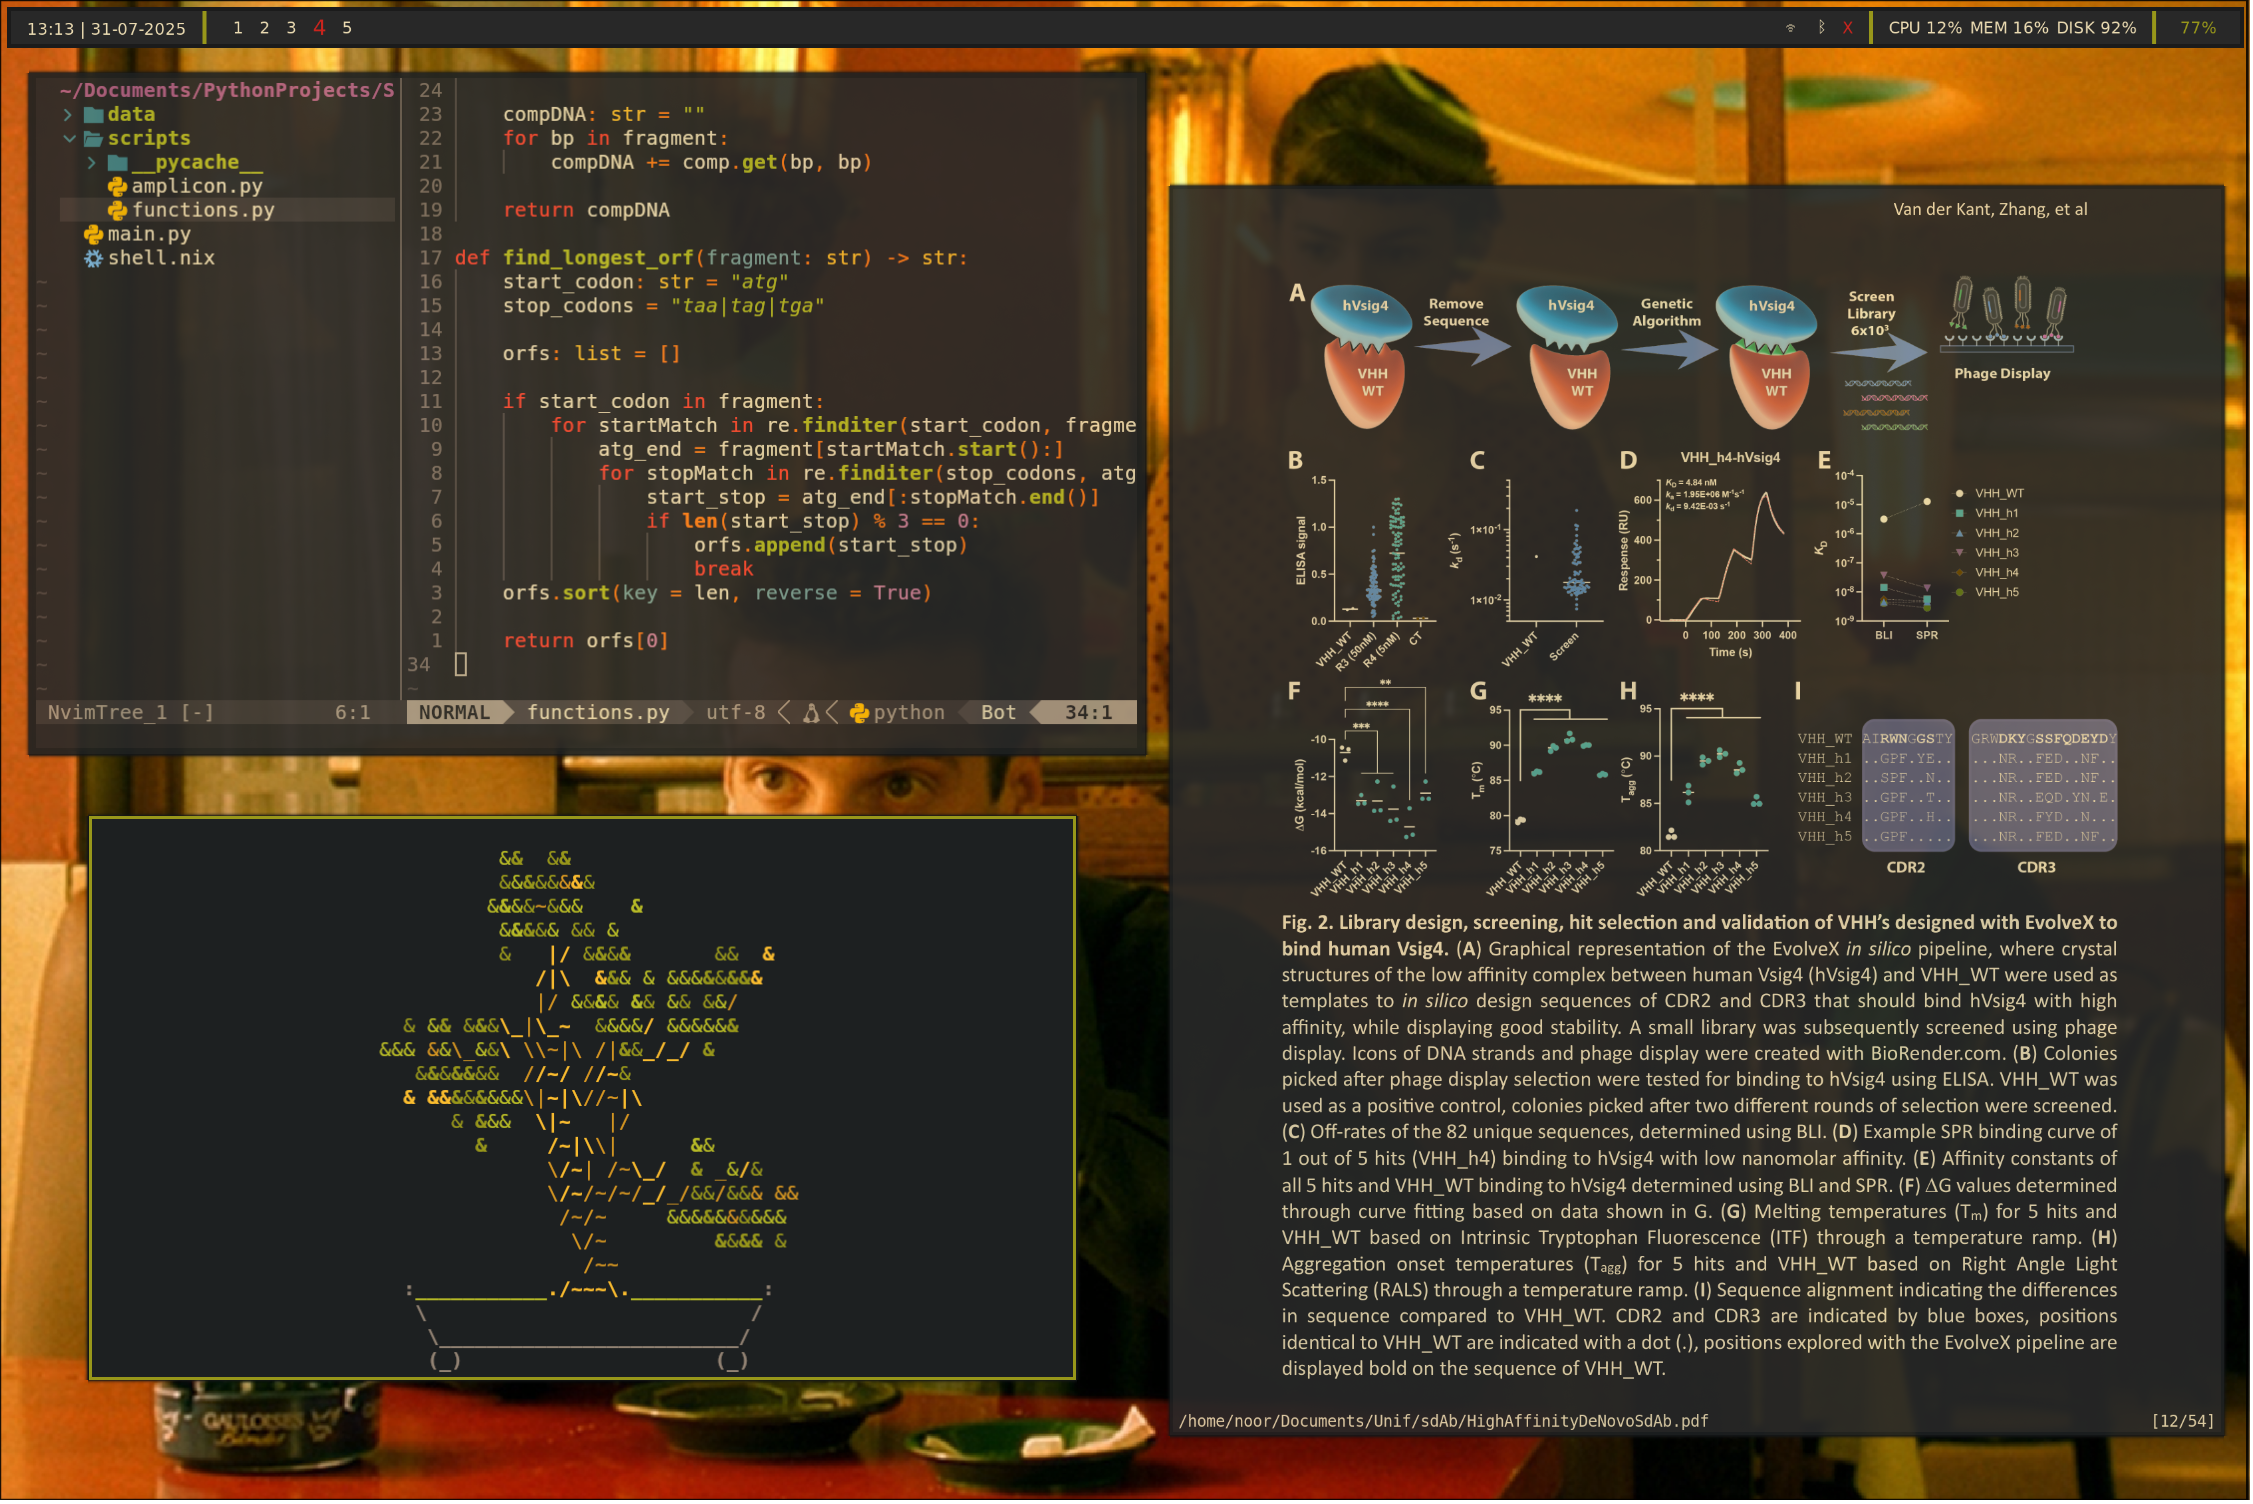 13:13 | 31-07-2025 1 2 3 4 5 X CPU 12% MEM 16% DISK 92% 77%
~/Documents/PythonProjects/S
data
scripts
__pycache__
amplicon.py
functions.py
main.py
shell.nix
24
23 compDNA: str = ""
22 for bp in fragment:
21 compDNA += comp.get(bp, bp)
20
19 return compDNA
18
17 def find_longest_orf(fragment: str) -> str:
16 start_codon: str = "atg"
15 stop_codons = "taa|tag|tga"
14
13 orfs: list = []
12
11 if start_codon in fragment:
10 for startMatch in re.finditer(start_codon, fragme
9 atg_end = fragment[startMatch.start():]
8 for stopMatch in re.finditer(stop_codons, atg
7 start_stop = atg_end[:stopMatch.end()]
6 if len(start_stop) % 3 == 0:
5 orfs.append(start_stop)
4 break
3 orfs.sort(key = len, reverse = True)
2
1 return orfs[0]
34
NvimTree_1 [-] 6:1 NORMAL functions.py utf-8 python Bot 34:1
Van der Kant, Zhang, et al
A
hVsig4 VHH WT
Remove Sequence
hVsig4 VHH WT
Genetic Algorithm
hVsig4 VHH WT
Screen Library 6x10³
Phage Display
B
ELISA signal
1.5
1.0
0.5
0.0
VHH_WT R3 (50nM) R4 (5nM) CT
C
kd (s⁻¹)
1×10⁻¹
1×10⁻²
VHH_WT Screen
D
VHH_h4-hVsig4
KD = 4.84 nM
ka = 1.95E+06 M⁻¹s⁻¹
kd = 9.42E-03 s⁻¹
Response (RU)
600
400
200
0
0 100 200 300 400
Time (s)
E
KD
10⁻⁴
10⁻⁵
10⁻⁶
10⁻⁷
10⁻⁸
10⁻⁹
BLI SPR
VHH_WT
VHH_h1
VHH_h2
VHH_h3
VHH_h4
VHH_h5
F
ΔG (kcal/mol)
**
****
***
-10
-12
-14
-16
VHH_WT VHH_h1 VHH_h2 VHH_h3 VHH_h4 VHH_h5
G
Tm (°C)
****
95
90
85
80
75
VHH_WT VHH_h1 VHH_h2 VHH_h3 VHH_h4 VHH_h5
H
Tagg (°C)
****
95
90
85
80
VHH_WT VHH_h1 VHH_h2 VHH_h3 VHH_h4 VHH_h5
I
VHH_WT AIRWNGGSTY GRWDKYGSSFQDEYDY
VHH_h1 ..GPF.YE.. ...NR..FED..NF..
VHH_h2 ..SPF..N.. ...NR..FED..NF..
VHH_h3 ..GPF..T.. ...NR..EQD.YN.E.
VHH_h4 ..GPF..H.. ...NR..FYD..N...
VHH_h5 ..GPF..... ...NR..FED..NF..
CDR2 CDR3
Fig. 2. Library design, screening, hit selection and validation of VHH's designed with EvolveX to
bind human Vsig4. (A) Graphical representation of the EvolveX in silico pipeline, where crystal
structures of the low affinity complex between human Vsig4 (hVsig4) and VHH_WT were used as
templates to in silico design sequences of CDR2 and CDR3 that should bind hVsig4 with high
affinity, while displaying good stability. A small library was subsequently screened using phage
display. Icons of DNA strands and phage display were created with BioRender.com. (B) Colonies
picked after phage display selection were tested for binding to hVsig4 using ELISA. VHH_WT was
used as a positive control, colonies picked after two different rounds of selection were screened.
(C) Off-rates of the 82 unique sequences, determined using BLI. (D) Example SPR binding curve of
1 out of 5 hits (VHH_h4) binding to hVsig4 with low nanomolar affinity. (E) Affinity constants of
all 5 hits and VHH_WT binding to hVsig4 determined using BLI and SPR. (F) ΔG values determined
through curve fitting based on data shown in G. (G) Melting temperatures (Tm) for 5 hits and
VHH_WT based on Intrinsic Tryptophan Fluorescence (ITF) through a temperature ramp. (H)
Aggregation onset temperatures (Tagg) for 5 hits and VHH_WT based on Right Angle Light
Scattering (RALS) through a temperature ramp. (I) Sequence alignment indicating the differences
in sequence compared to VHH_WT. CDR2 and CDR3 are indicated by blue boxes, positions
identical to VHH_WT are indicated with a dot (.), positions explored with the EvolveX pipeline are
displayed bold on the sequence of VHH_WT.
/home/noor/Documents/Unif/sdAb/HighAffinityDeNovoSdAb.pdf [12/54]
GAULOISES
Blondes